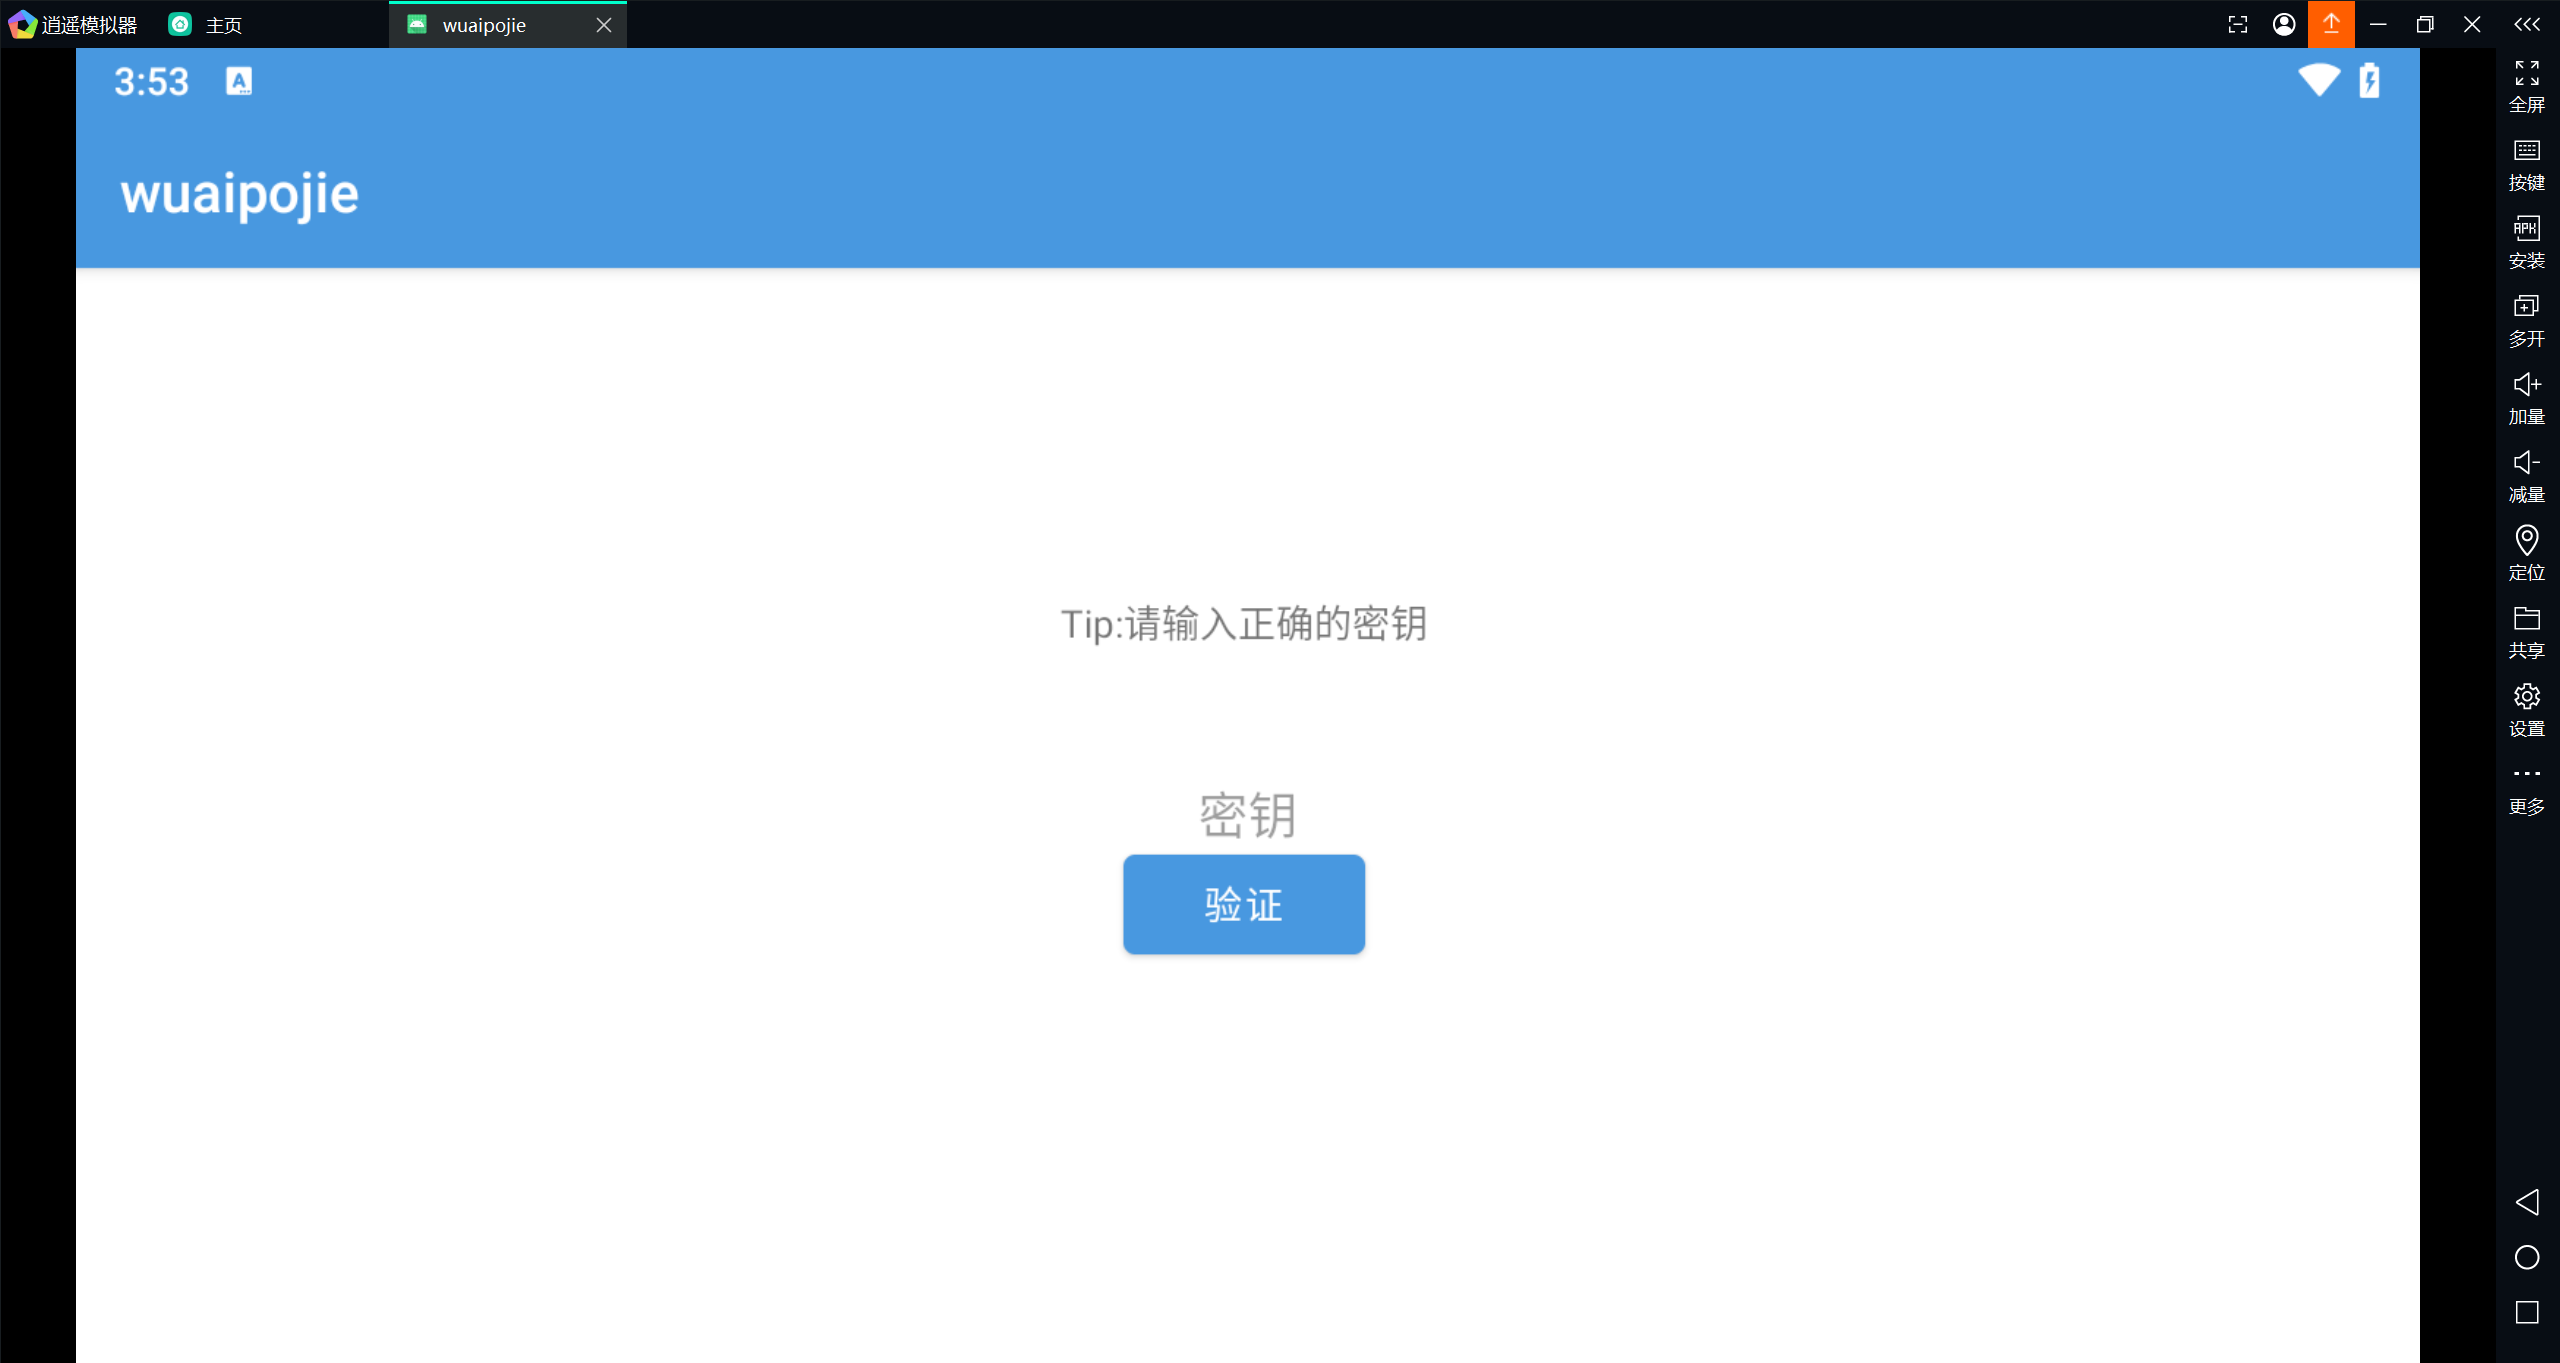 逍遥模拟器 主页 wuaipojie
3:53
wuaipojie
Tip:请输入正确的密钥
密钥
验证
全屏
按键
APK
安装
多开
加量
减量
定位
共享
设置
更多